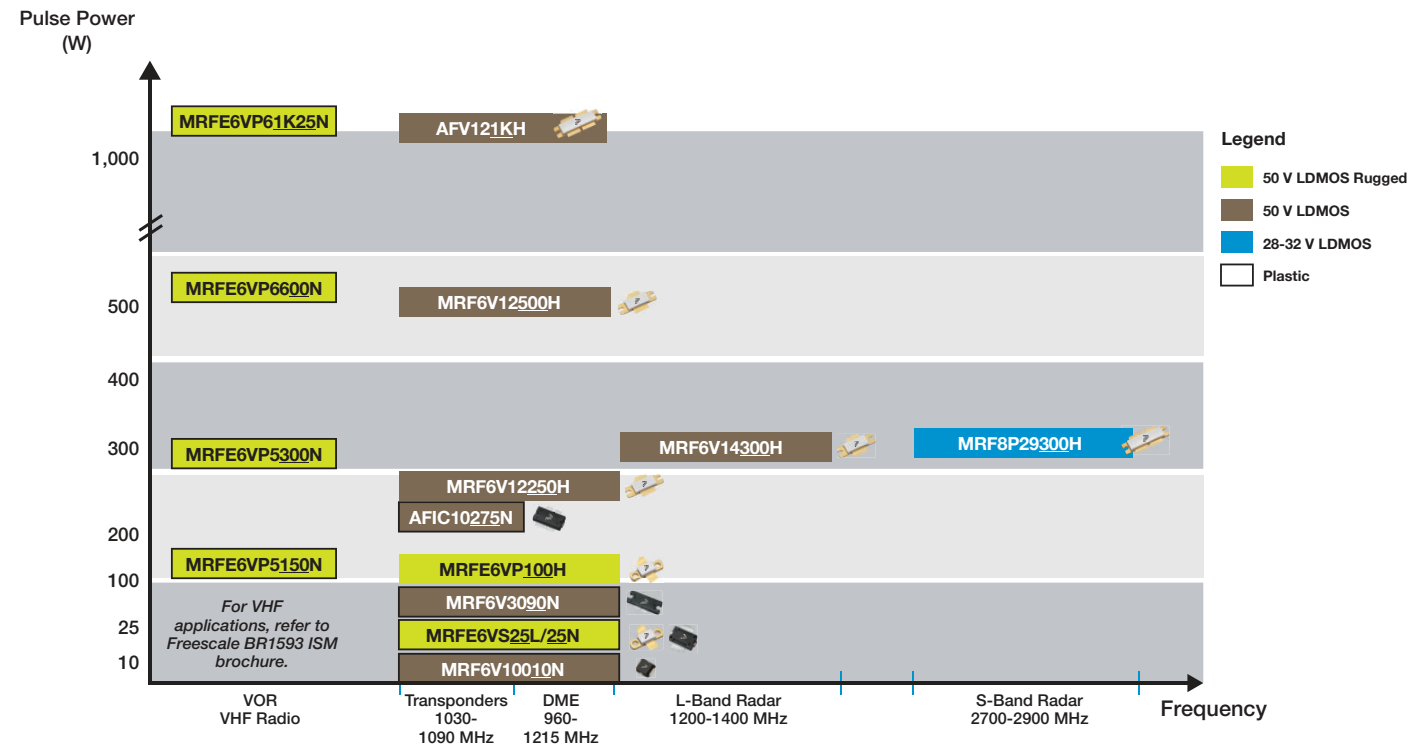 Pulse Power
(W)
MRFE6VP61K25N
AFV121KH
1,000
MRFE6VP6600N
500
MRF6V12500H
400
300
MRFE6VP5300N
MRF6V14300H
MRF8P29300H
MRF6V12250H
AFIC10275N
200
MRFE6VP5150N
MRFE6VP100H
100
For VHF
applications, refer to
Freescale BR1593 ISM
brochure.
MRF6V3090N
25
MRFE6VS25L/25N
10
MRF6V10010N
VOR
VHF Radio
Transponders
1030-
1090 MHz
DME
960-
1215 MHz
L-Band Radar
1200-1400 MHz
S-Band Radar
2700-2900 MHz
Frequency
Legend
50 V LDMOS Rugged
50 V LDMOS
28-32 V LDMOS
Plastic